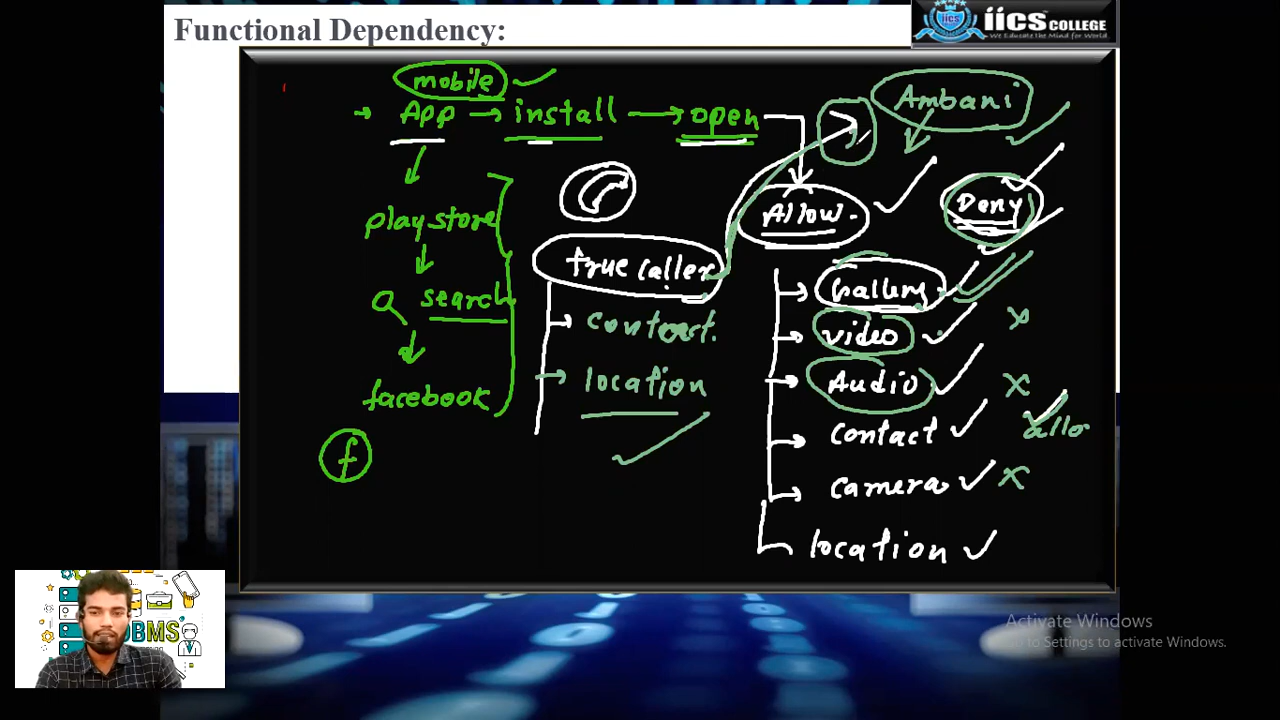 Functional Dependency:
iics COLLEGE
We Educate the Mind for World.
mobile
App → install → open
Ambani
play store
Allow.
Deny
true caller
search
Gallery
contact.
video
facebook
location
Audio
f
contact
allo
camera
location
DBMS
Activate Windows
Go to Settings to activate Windows.